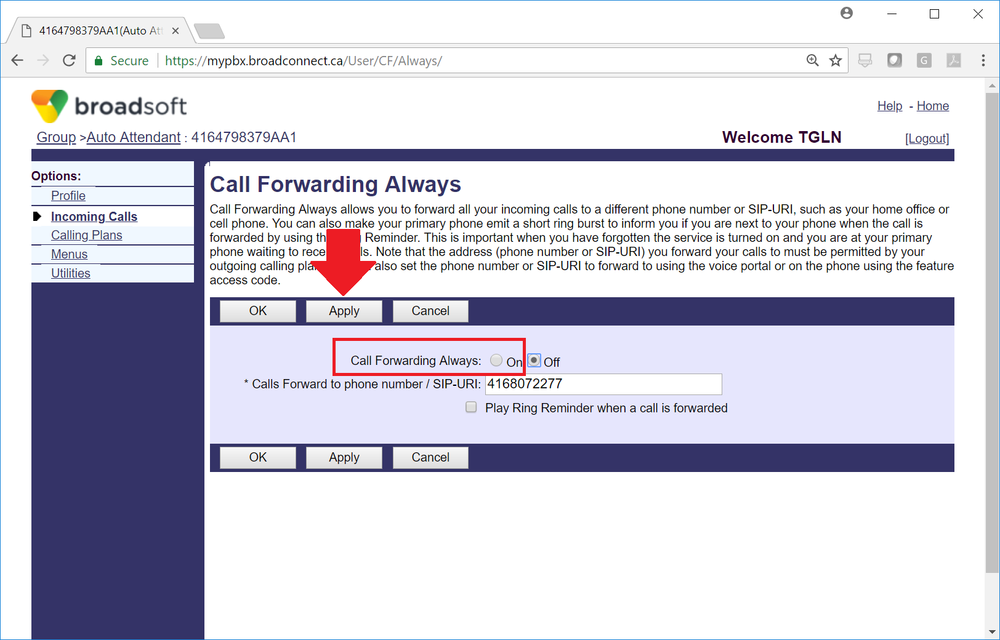 4164798379AA1(Auto Att
Secure https://mypbx.broadconnect.ca/User/CF/Always/
G
broadsoft
Help - Home
Group >Auto Attendant : 4164798379AA1
Welcome TGLN
[Logout]
Options:
Profile
Incoming Calls
Calling Plans
Menus
Utilities
Call Forwarding Always
Call Forwarding Always allows you to forward all your incoming calls to a different phone number or SIP-URI, such as your home office or
cell phone. You can also make your primary phone emit a short ring burst to inform you if you are next to your phone when the call is
forwarded by using th Reminder. This is important when you have forgotten the service is turned on and you are at your primary
phone waiting to rece ls. Note that the address (phone number or SIP-URI) you forward your calls to must be permitted by your
outgoing calling pla also set the phone number or SIP-URI to forward to using the voice portal or on the phone using the feature
access code.
OK Apply Cancel
Call Forwarding Always: On Off
* Calls Forward to phone number / SIP-URI: 4168072277
Play Ring Reminder when a call is forwarded
OK Apply Cancel